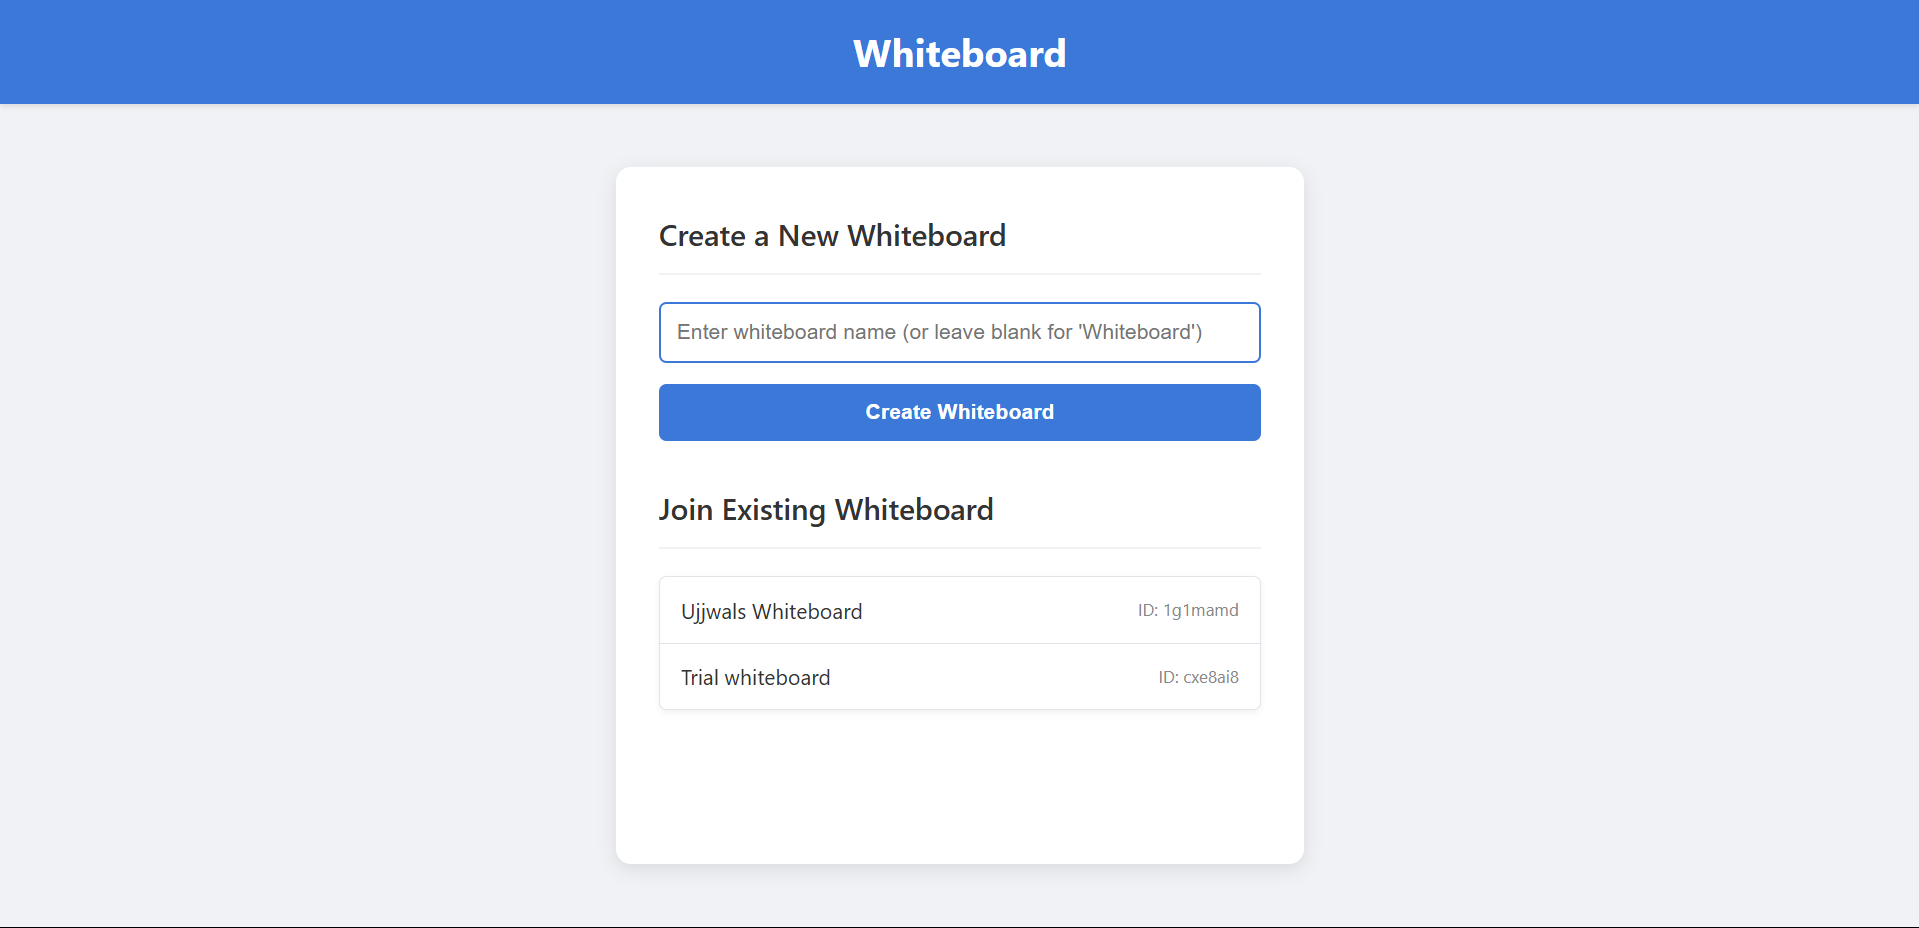 Whiteboard
Create a New Whiteboard
Enter whiteboard name (or leave blank for 'Whiteboard')
Create Whiteboard
Join Existing Whiteboard
Ujjwals Whiteboard ID: 1g1mamd
Trial whiteboard ID: cxe8ai8